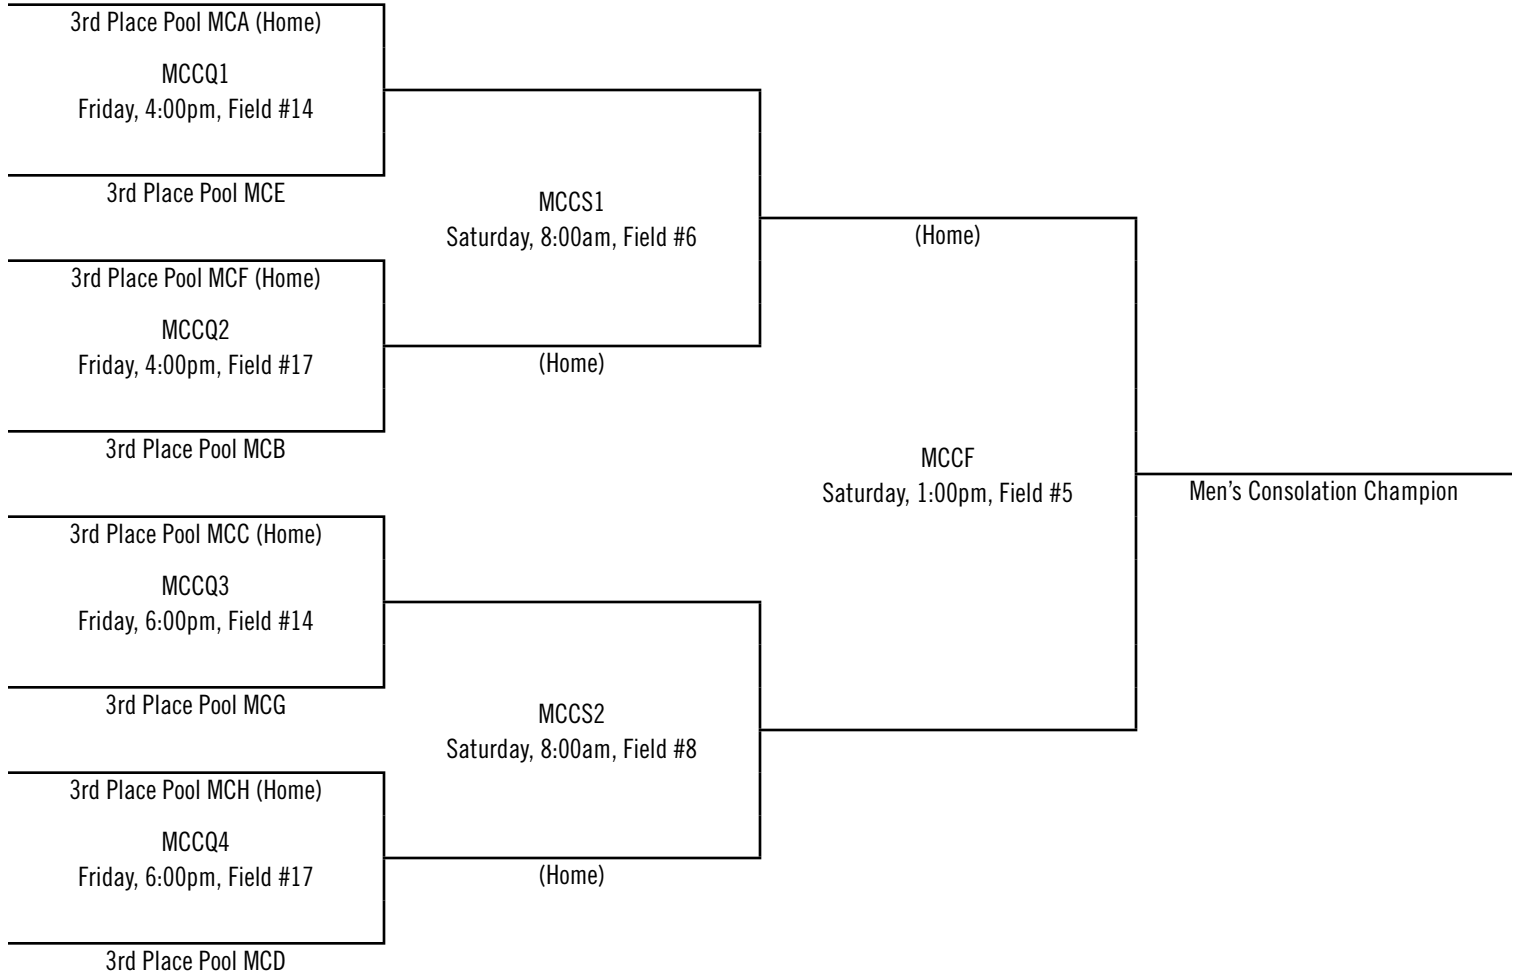 3rd Place Pool MCA (Home)
MCCQ1
Friday, 4:00pm, Field #14
3rd Place Pool MCE
3rd Place Pool MCF (Home)
MCCQ2
Friday, 4:00pm, Field #17
3rd Place Pool MCB
3rd Place Pool MCC (Home)
MCCQ3
Friday, 6:00pm, Field #14
3rd Place Pool MCG
3rd Place Pool MCH (Home)
MCCQ4
Friday, 6:00pm, Field #17
3rd Place Pool MCD
MCCS1
Saturday, 8:00am, Field #6
(Home)
MCCS2
Saturday, 8:00am, Field #8
(Home)
(Home)
MCCF
Saturday, 1:00pm, Field #5
Men’s Consolation Champion